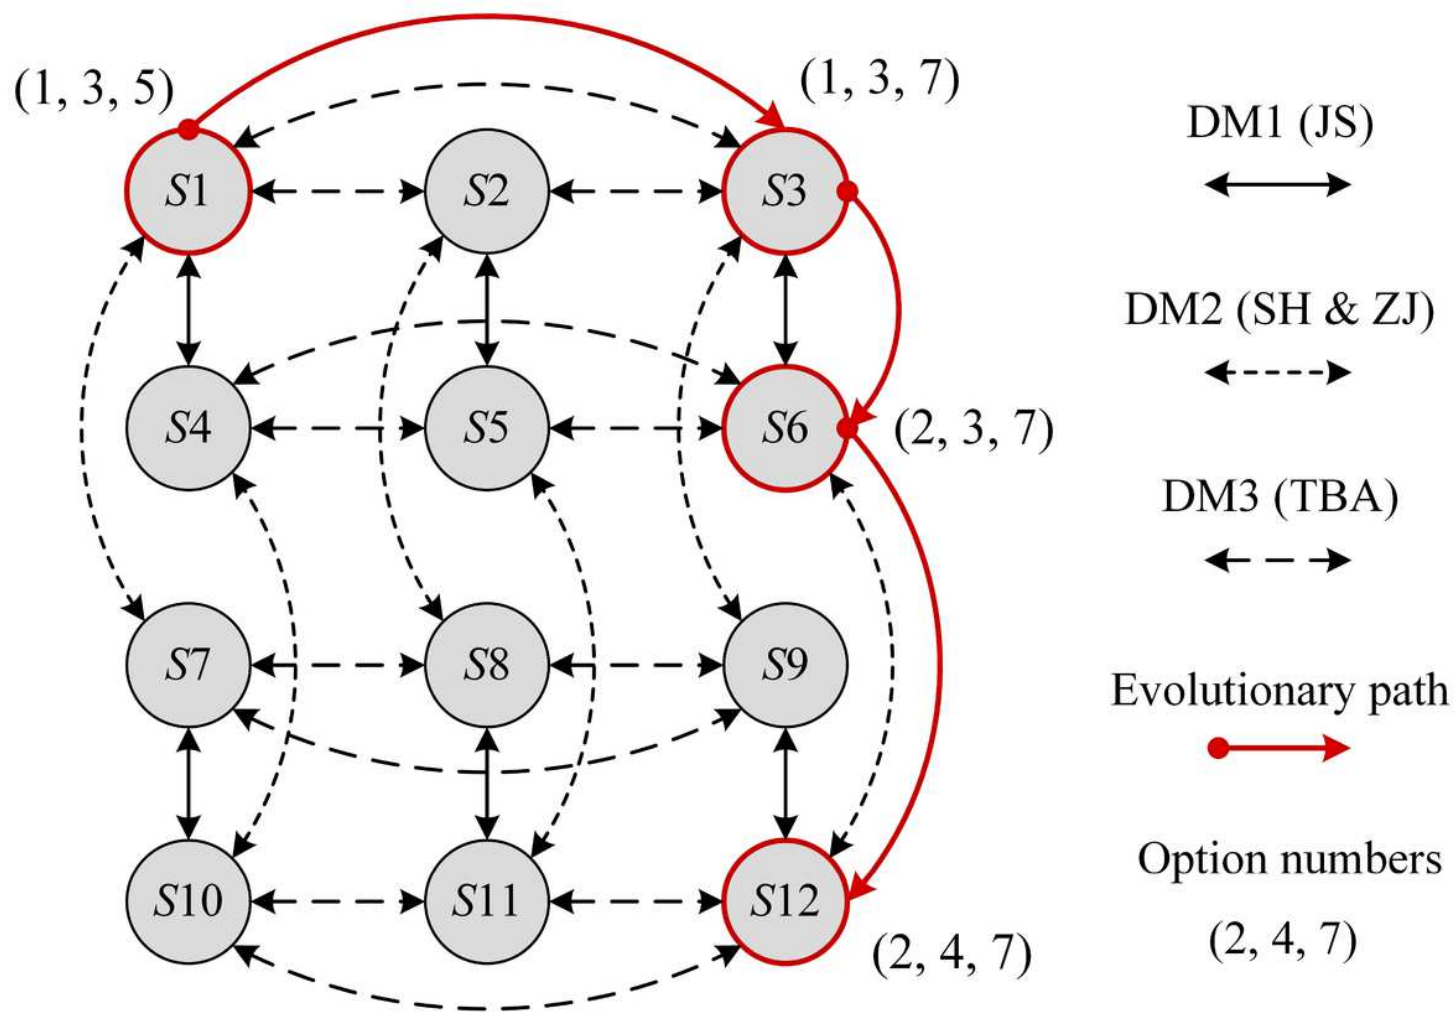 (1, 3, 5)
(1, 3, 7)
S1
S2
S3
S4
S5
S6
(2, 3, 7)
S7
S8
S9
S10
S11
S12
(2, 4, 7)
DM1 (JS)
DM2 (SH & ZJ)
DM3 (TBA)
Evolutionary path
Option numbers
(2, 4, 7)